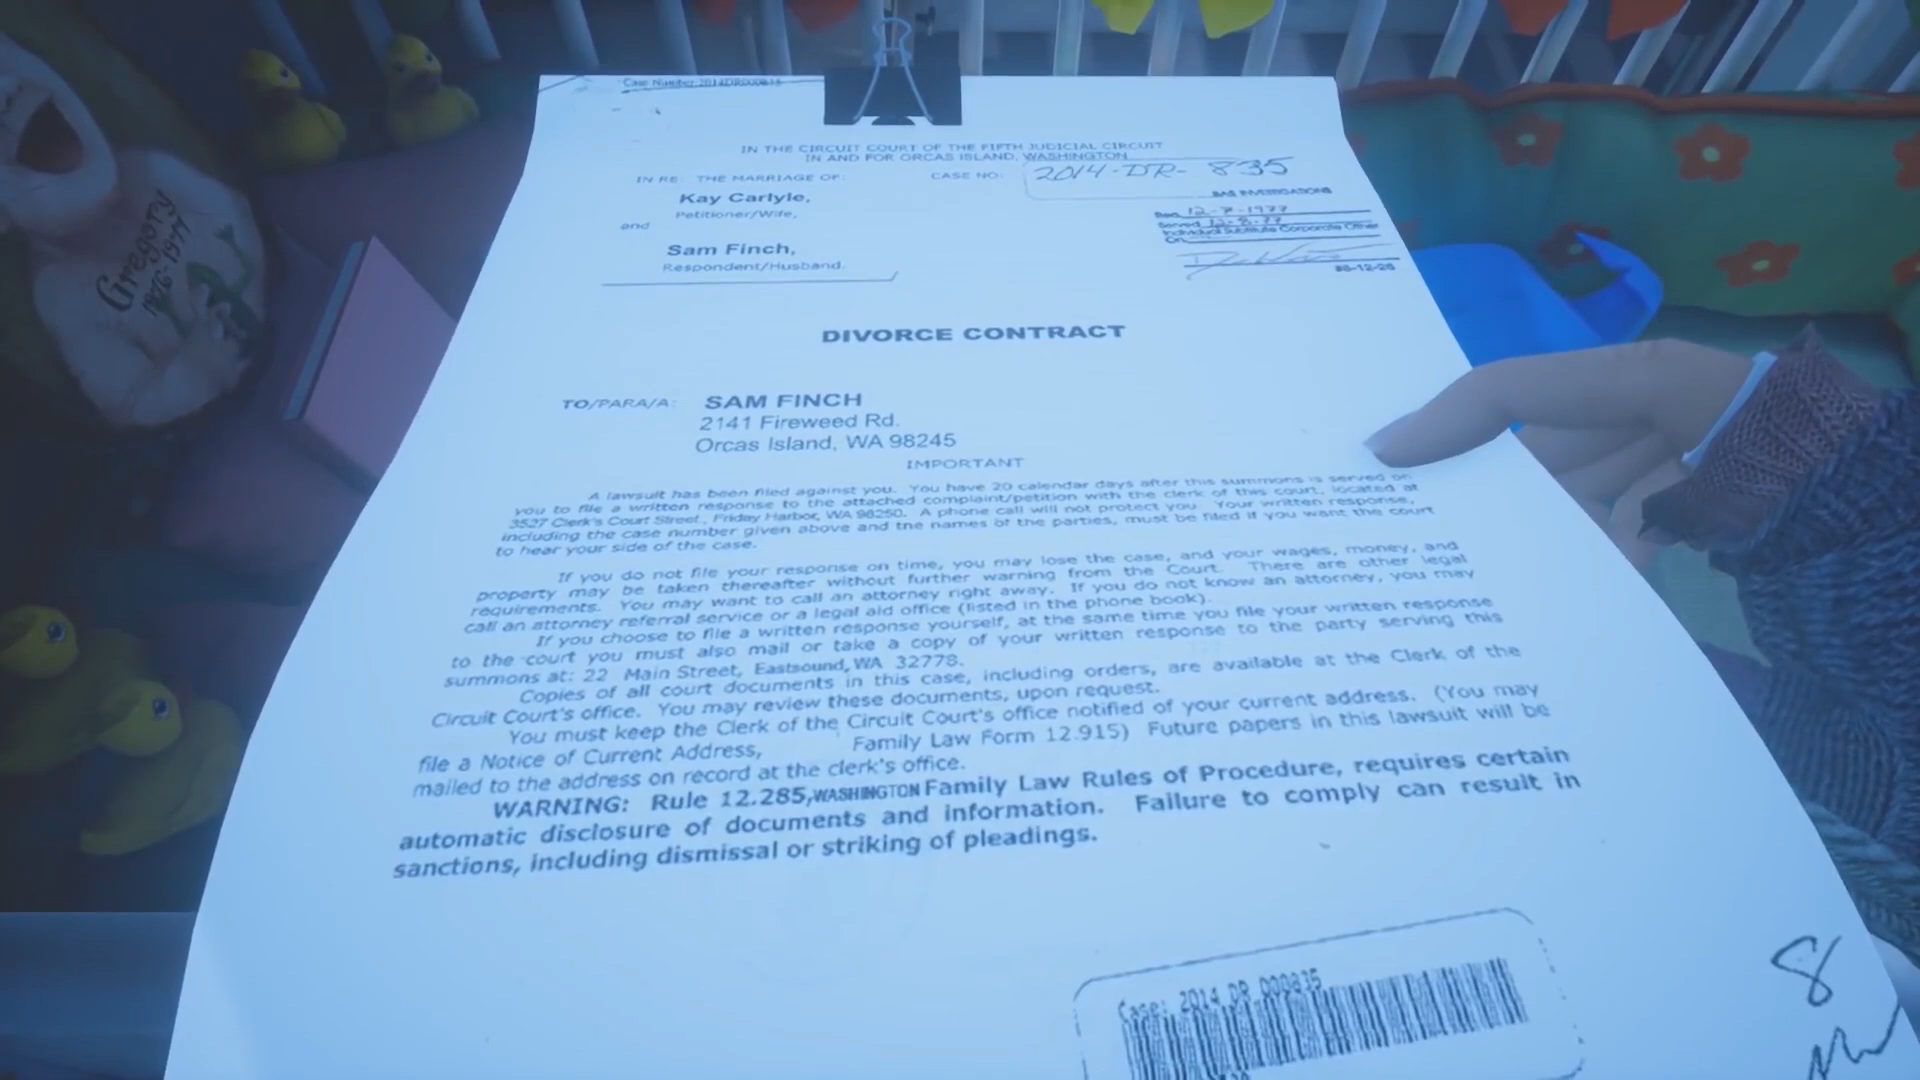 Case Number:2014DR000835
IN THE CIRCUIT COURT OF THE FIFTH JUDICIAL CIRCUIT
IN AND FOR ORCAS ISLAND, WASHINGTON
IN RE: THE MARRIAGE OF:
CASE NO:
2014-DR- 835
Kay Carlyle,
Petitioner/Wife,
and
Sam Finch,
Respondent/Husband.
INVESTIGATIONS
12-7-1977
Served 12-8-77
Individual Substitute Corporate Other
On
DIVORCE CONTRACT
TO/PARA/A: SAM FINCH
2141 Fireweed Rd.
Orcas Island, WA 98245
IMPORTANT
A lawsuit has been filed against you. You have 20 calendar days after this summons is served on
you to file a written response to the attached complaint/petition with the clerk of this court, located at
3527 Clerk's Court Street, Friday Harbor, WA 98250. A phone call will not protect you. Your written response,
including the case number given above and the names of the parties, must be filed if you want the court
to hear your side of the case.
If you do not file your response on time, you may lose the case, and your wages, money, and
property may be taken thereafter without further warning from the Court. There are other legal
requirements. You may want to call an attorney right away. If you do not know an attorney, you may
call an attorney referral service or a legal aid office (listed in the phone book).
If you choose to file a written response yourself, at the same time you file your written response
to the court you must also mail or take a copy of your written response to the party serving this
summons at: 22 Main Street, Eastsound, WA 32778.
Copies of all court documents in this case, including orders, are available at the Clerk of the
Circuit Court's office. You may review these documents, upon request.
You must keep the Clerk of the Circuit Court's office notified of your current address. (You may
file a Notice of Current Address, Family Law Form 12.915) Future papers in this lawsuit will be
mailed to the address on record at the clerk's office.
WARNING: Rule 12.285, WASHINGTON Family Law Rules of Procedure, requires certain
automatic disclosure of documents and information. Failure to comply can result in
sanctions, including dismissal or striking of pleadings.
Case: 2014 DR 000835
8
Gregory
1976-1977